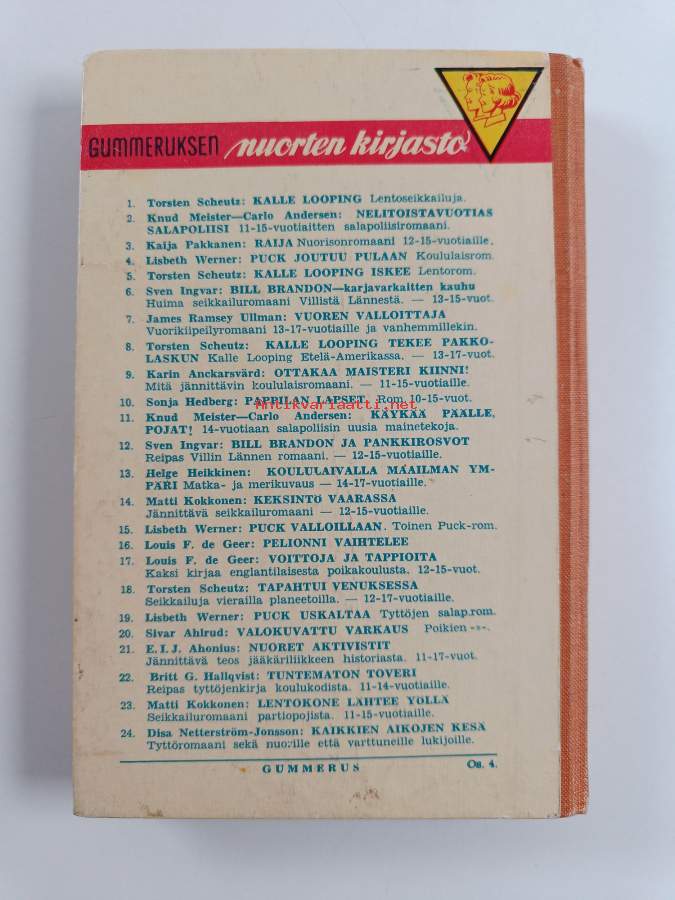 GUMMERUKSEN nuorten kirjasto
1. Torsten Scheutz: KALLE LOOPING Lentoseikkailuja.
2. Knud Meister—Carlo Andersen: NELITOISTAVUOTIAS
SALAPOLIISI 11-15-vuotiaitten salapoliisiromaani.
3. Kaija Pakkanen: RAIJA Nuorisonromaani 12-15-vuotiaille.
4. Lisbeth Werner: PUCK JOUTUU PULAAN Koululaisrom.
5. Torsten Scheutz: KALLE LOOPING ISKEE Lentorom.
6. Sven Ingvar: BILL BRANDON—karjavarkaitten kauhu
Huima seikkailuromaani Villistä Lännestä. — 13-15-vuot.
7. James Ramsey Ullman: VUOREN VALLOITTAJA
Vuorikiipeilyromaani 13-17-vuotiaille ja vanhemmillekin.
8. Torsten Scheutz: KALLE LOOPING TEKEE PAKKO-
LASKUN Kalle Looping Etelä-Amerikassa. — 13-17-vuot.
9. Karin Anckarsvärd: OTTAKAA MAISTERI KIINNI!
Mitä jännittävin koululaisromaani. — 11-15-vuotiaille.
10. Sonja Hedberg: PAPPILAN LAPSET. Rom. 10-15-vuot.
Antikvariaatti.net
11. Knud Meister—Carlo Andersen: KÄYKÄÄ PÄÄLLE,
POJAT! 14-vuotiaan salapoliisin uusia mainetekoja.
12. Sven Ingvar: BILL BRANDON JA PANKKIROSVOT
Reipas Villin Lännen romaani. — 12-15-vuotiaille.
13. Helge Heikkinen: KOULULAIVALLA MAAILMAN YM-
PÄRI Matka- ja merikuvaus — 14-17-vuotiaille.
14. Matti Kokkonen: KEKSINTÖ VAARASSA
Jännittävä seikkailuromaani — 12-15-vuotiaille.
15. Lisbeth Werner: PUCK VALLOILLAAN. Toinen Puck-rom.
16. Louis F. de Geer: PELIONNI VAIHTELEE
17. Louis F. de Geer: VOITTOJA JA TAPPIOITA
Kaksi kirjaa englantilaisesta poikakoulusta. 12-15-vuot.
18. Torsten Scheutz: TAPAHTUI VENUKSESSA
Seikkailuja vierailla planeetoilla. — 12-17-vuotiaille.
19. Lisbeth Werner: PUCK USKALTAA Tyttöjen salap.rom.
20. Sivar Ahlrud: VALOKUVATTU VARKAUS Poikien -»-.
21. E. I. J. Ahonius: NUORET AKTIVISTIT
Jännittävä teos jääkäriliikkeen historiasta. 11-17-vuot.
22. Britt G. Hallqvist: TUNTEMATON TOVERI
Reipas tyttöjenkirja koulukodista. 11-14-vuotiaille.
23. Matti Kokkonen: LENTOKONE LÄHTEE YÖLLÄ
Seikkailuromaani partiopojista. 11-15-vuotiaille.
24. Disa Netterström-Jonsson: KAIKKIEN AIKOJEN KESÄ
Tyttöromaani sekä nuorille että varttuneille lukijoille.
GUMMERUS Os. 4.